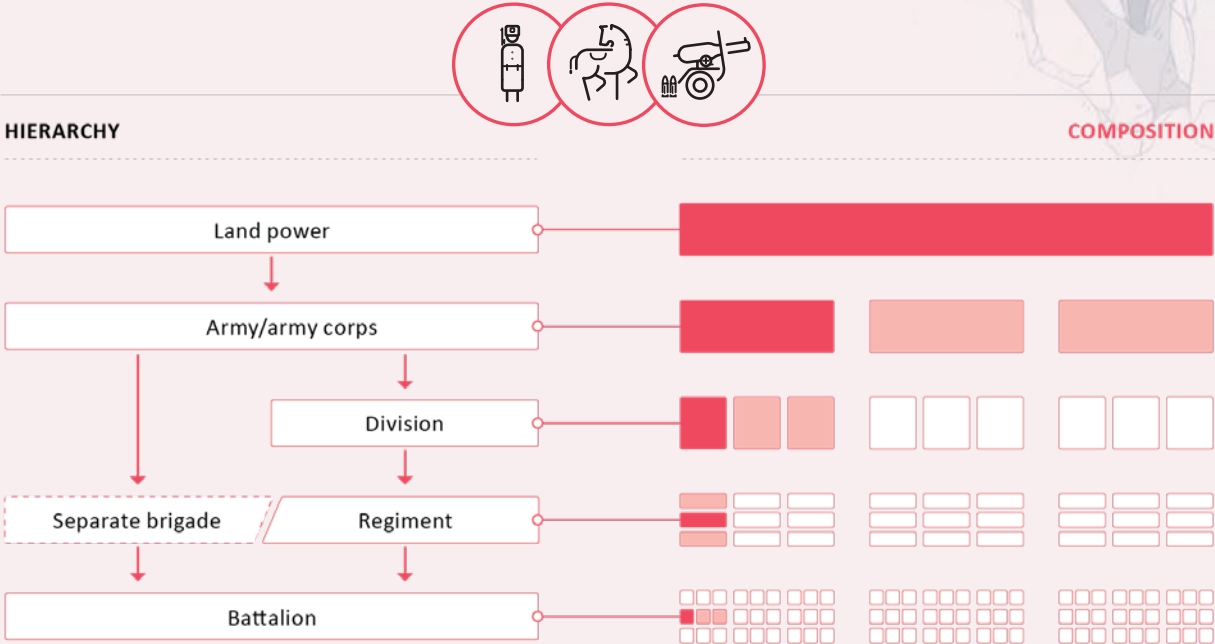 HIERARCHY
COMPOSITION
Land power
Army/army corps
Division
Separate brigade
Regiment
Battalion